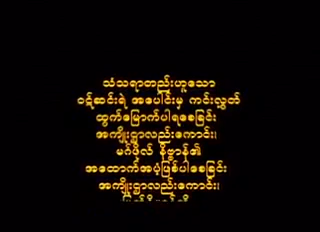 သံသရာတည်းဟူသော
ဝဋ်ဆင်းရဲ အပေါင်းမှ ကင်းလွတ်
ထွက်မြောက်ပါရစေခြင်း
အကျိုးဌာလည်းကောင်း၊
မဂ်ဖိုလ် နိဗ္ဗာန်၏
အထောက်အပံ့ဖြစ်ပါစေခြင်း
အကျိုးဌာလည်းကောင်း၊